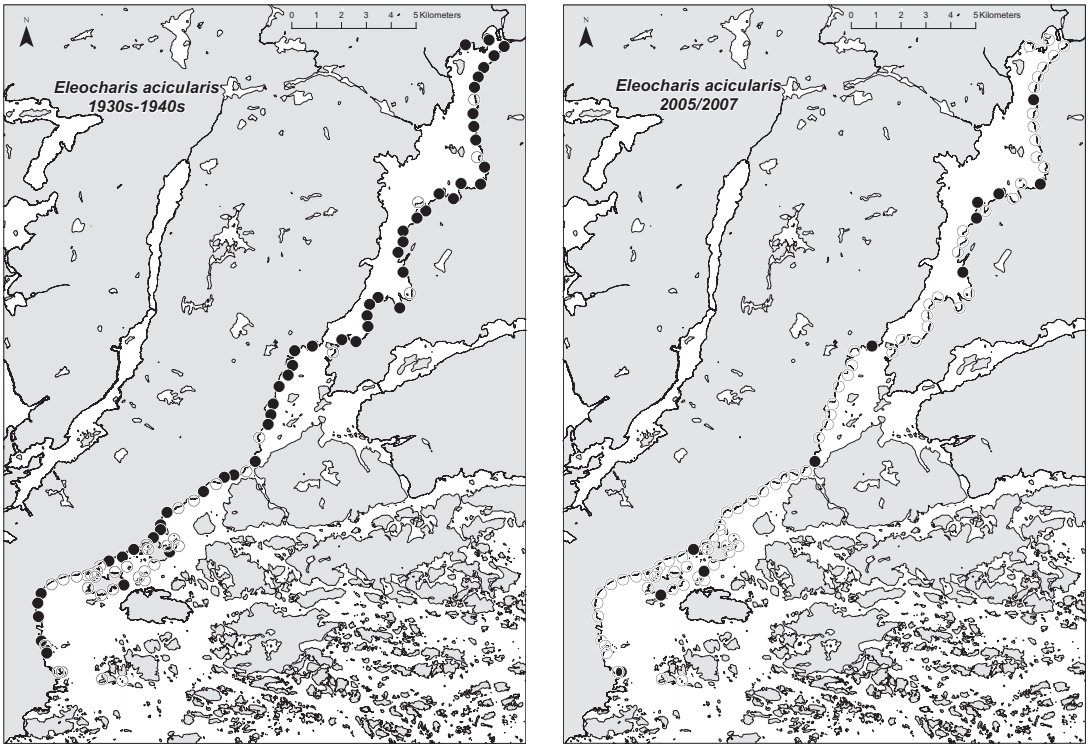 N
0 1 2 3 4 5 Kilometers
Eleocharis acicularis
1930s-1940s
N
0 1 2 3 4 5 Kilometers
Eleocharis acicularis
2005/2007